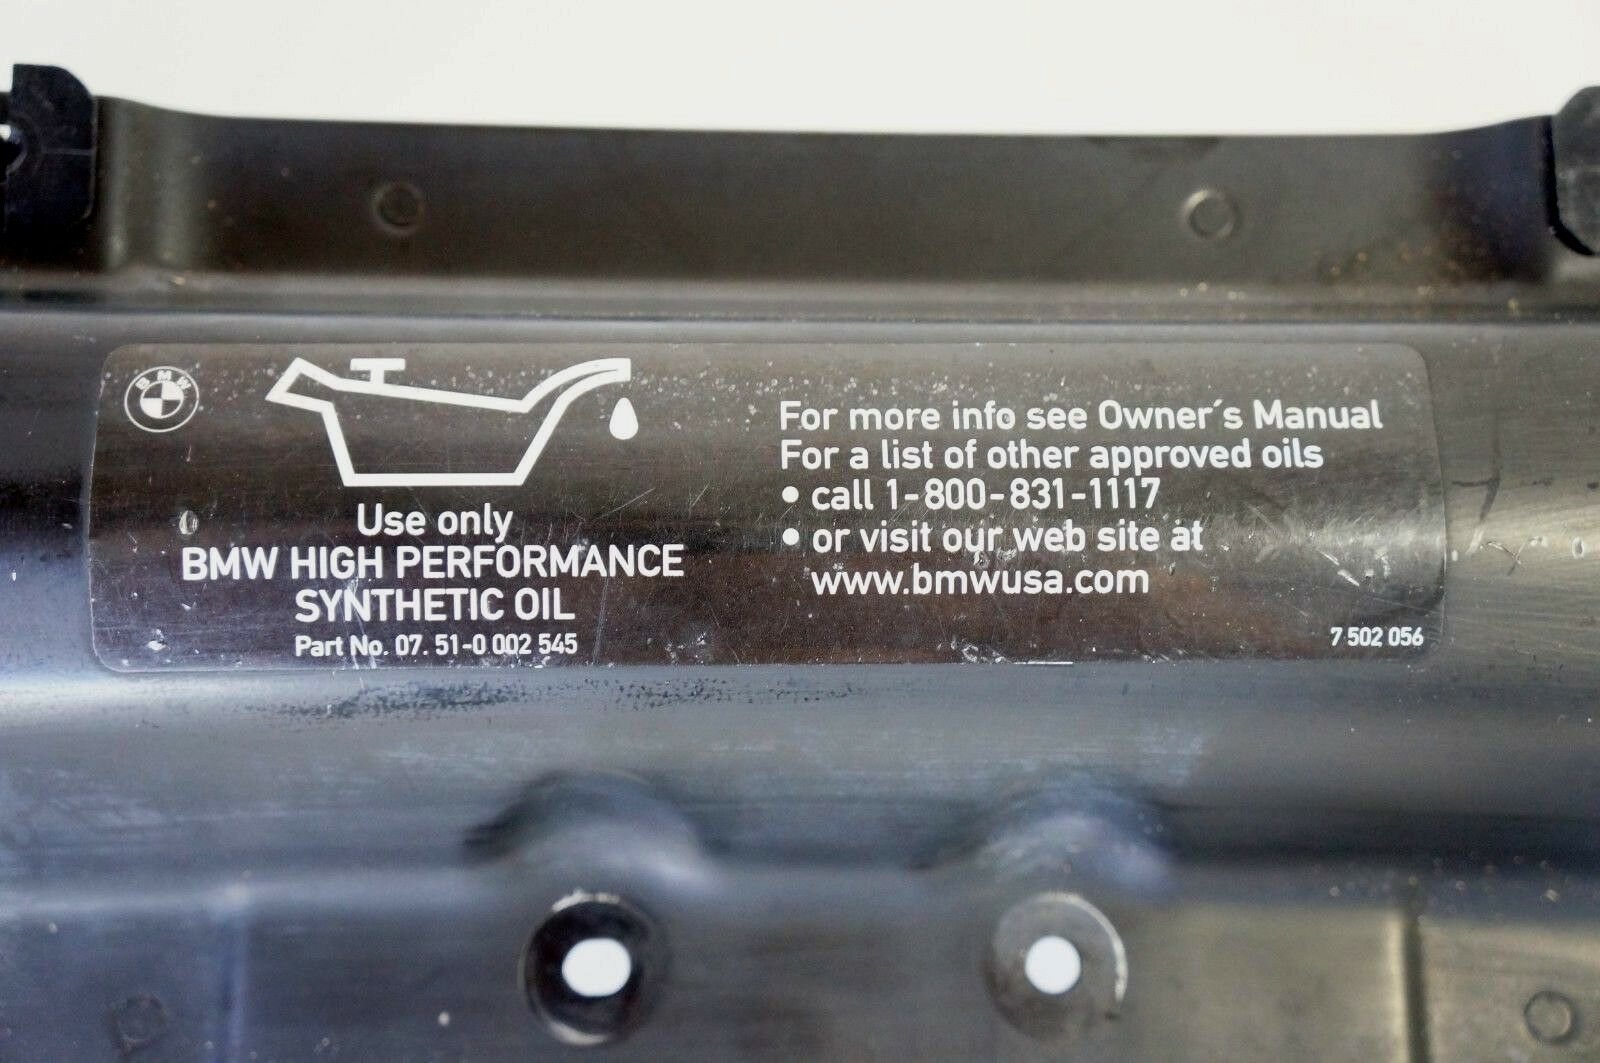 BMW
Use only
BMW HIGH PERFORMANCE
SYNTHETIC OIL
Part No. 07. 51-0 002 545
For more info see Owner´s Manual
For a list of other approved oils
• call 1-800-831-1117
• or visit our web site at
www.bmwusa.com
7 502 056